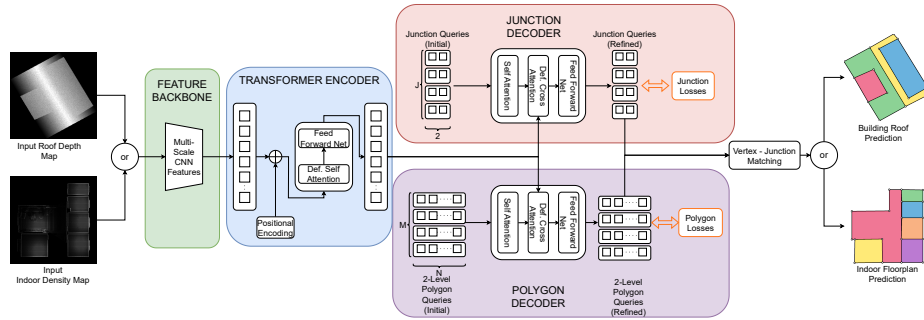 Input Roof Depth
Map
Input
Indoor Density Map
or
FEATURE
BACKBONE
Multi-
Scale
CNN
Features
TRANSFORMER ENCODER
Feed
Forward Net
Def. Self
Attention
Positional
Encoding
JUNCTION
DECODER
Junction Queries
(Initial)
J
2
Self Attention
Def. Cross
Attention
Feed Forward
Net
Junction Queries
(Refined)
Junction
Losses
M
N
2-Level
Polygon
Queries
(Initial)
Self Attention
Def. Cross
Attention
Feed Forward
Net
POLYGON
DECODER
2-Level
Polygon
Queries
(Refined)
Polygon
Losses
Vertex - Junction
Matching
or
Building Roof
Prediction
Indoor Floorplan
Prediction